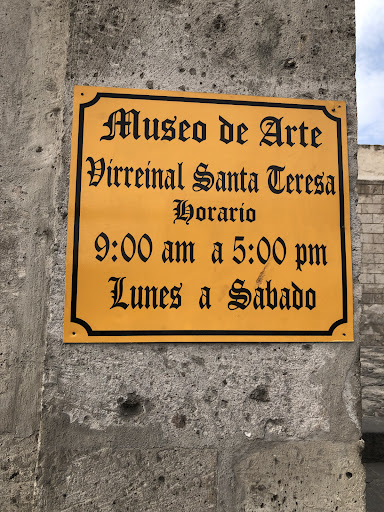 Museo de Arte
Virreinal Santa Teresa
Horario
9:00 am a 5:00 pm
Lunes a Sabado